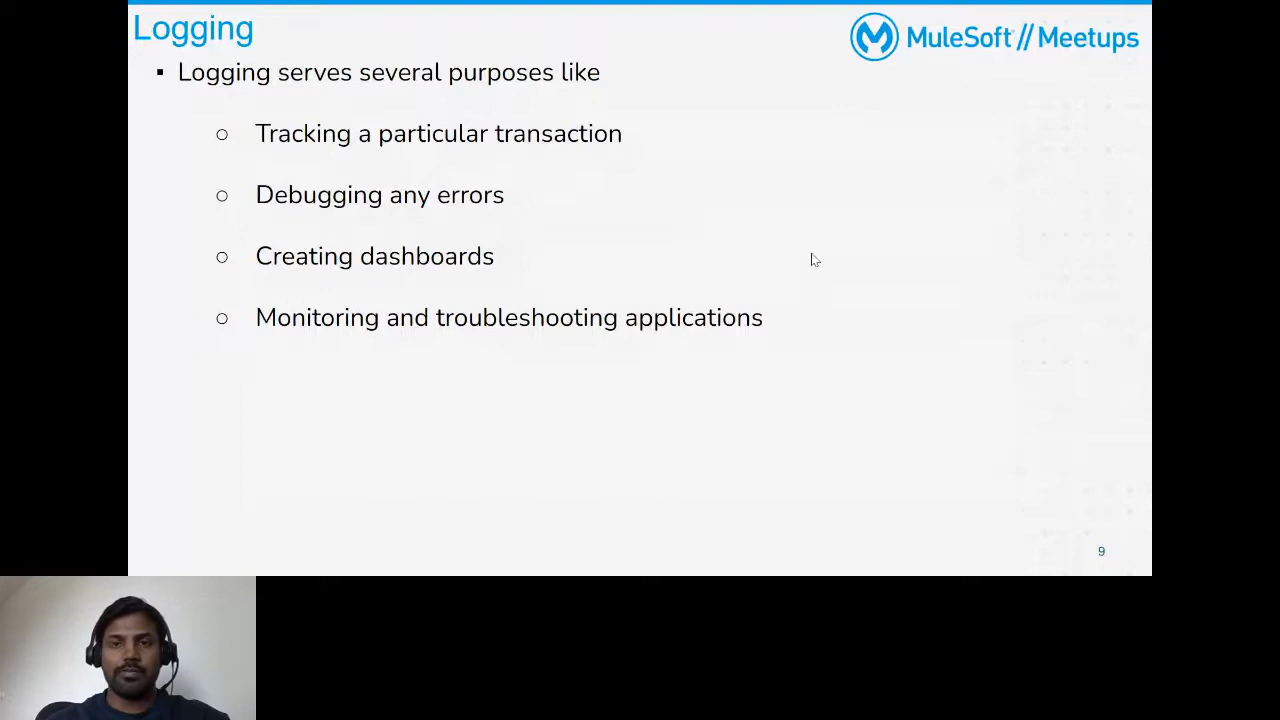 Logging
MuleSoft // Meetups
▪ Logging serves several purposes like
○ Tracking a particular transaction
○ Debugging any errors
○ Creating dashboards
○ Monitoring and troubleshooting applications
9